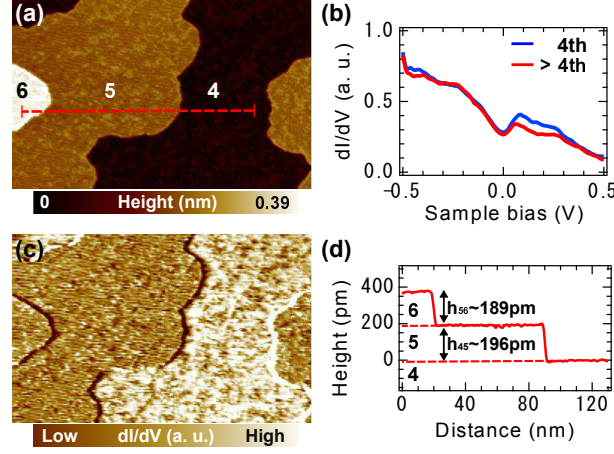 (a)
6 5 4
0 Height (nm) 0.39
(b)
4th
> 4th
dI/dV (a. u.)
1.0
0.5
0.0
−0.5 0.0 0.5
Sample bias (V)
(c)
Low dI/dV (a. u.) High
(d)
Height (pm)
400
200
0
6
5
4
h56~189pm
h45~196pm
0 40 80 120
Distance (nm)